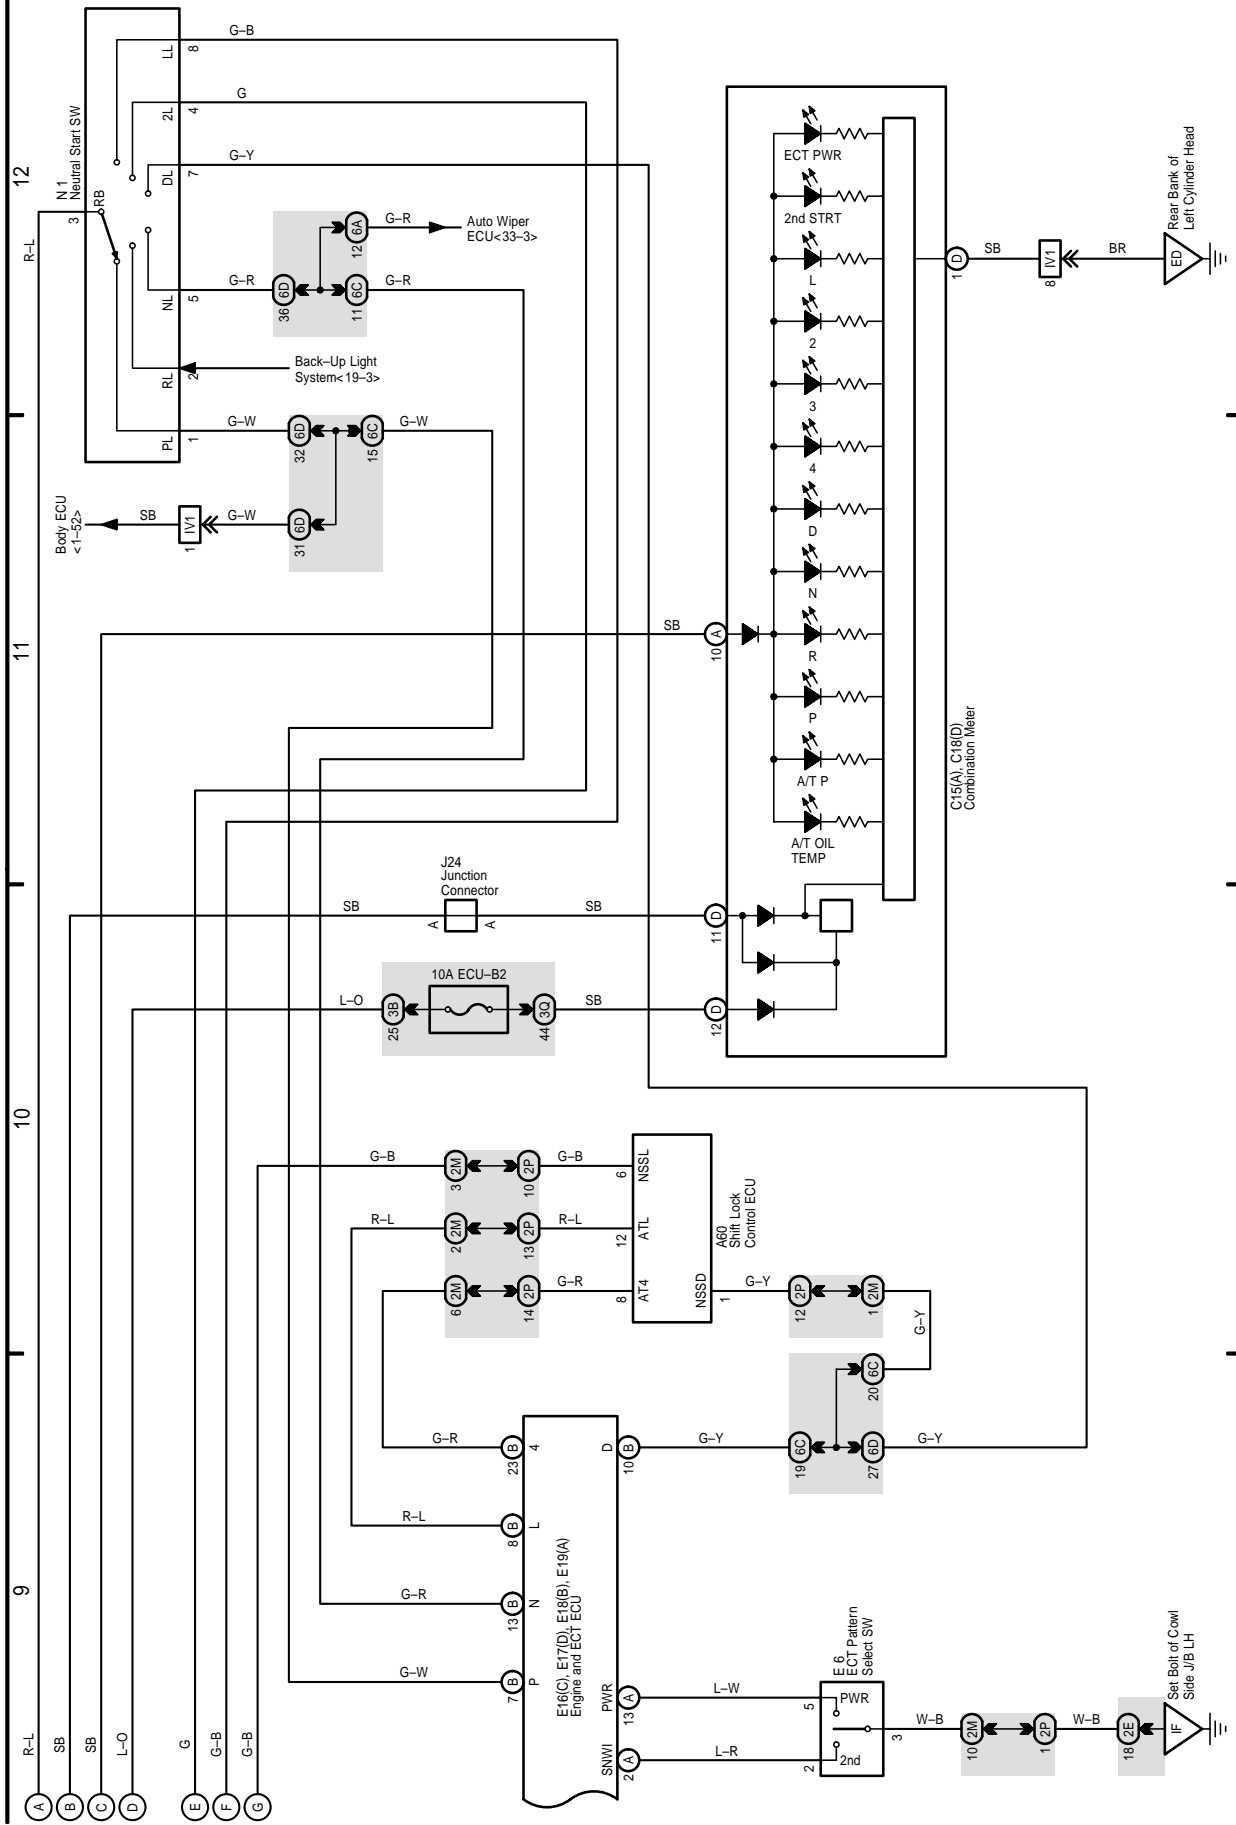 12
11
10
9
N 1
Neutral Start SW
RB
3
R–L
LL
8
G–B
2L
4
G
DL
7
G–Y
NL
5
G–R
36
6D
12
6A
G–R
Auto Wiper
ECU<33–3>
11
6C
G–R
RL
2
Back–Up Light
System<19–3>
PL
1
G–W
32
6D
15
6C
G–W
Body ECU
<1–52>
SB
1
IV1
G–W
31
6D
ECT PWR
2nd STRT
L
2
3
4
D
N
R
P
A/T P
A/T OIL
TEMP
C15(A), C18(D)
Combination Meter
1
D
SB
8
IV1
BR
ED
Rear Bank of
Left Cylinder Head
SB
10
A
J24
Junction
Connector
SB
A
A
SB
11
D
10A ECU–B2
L–O
25
3B
44
3Q
SB
12
D
G–B
3
2M
10
2P
G–B
6
NSSL
R–L
2
2M
13
2P
R–L
12
ATL
6
2M
14
2P
G–R
8
AT4
A60
Shift Lock
Control ECU
NSSD
1
G–Y
12
2P
1
2M
G–Y
20
6C
19
6C
27
6D
G–Y
G–Y
G–R
23
B
4
D
10
B
R–L
8
B
L
G–R
13
B
N
G–W
7
B
P
E16(C), E17(D), E18(B), E19(A)
Engine and ECT ECU
PWR
13
A
L–W
5
PWR
SNWI
2
A
L–R
2
2nd
E 6
ECT Pattern
Select SW
3
W–B
10
2M
1
2P
W–B
18
2E
IF
Set Bolt of Cowl
Side J/B LH
R–L
SB
SB
L–O
G
G–B
G–B
A
B
C
D
E
F
G